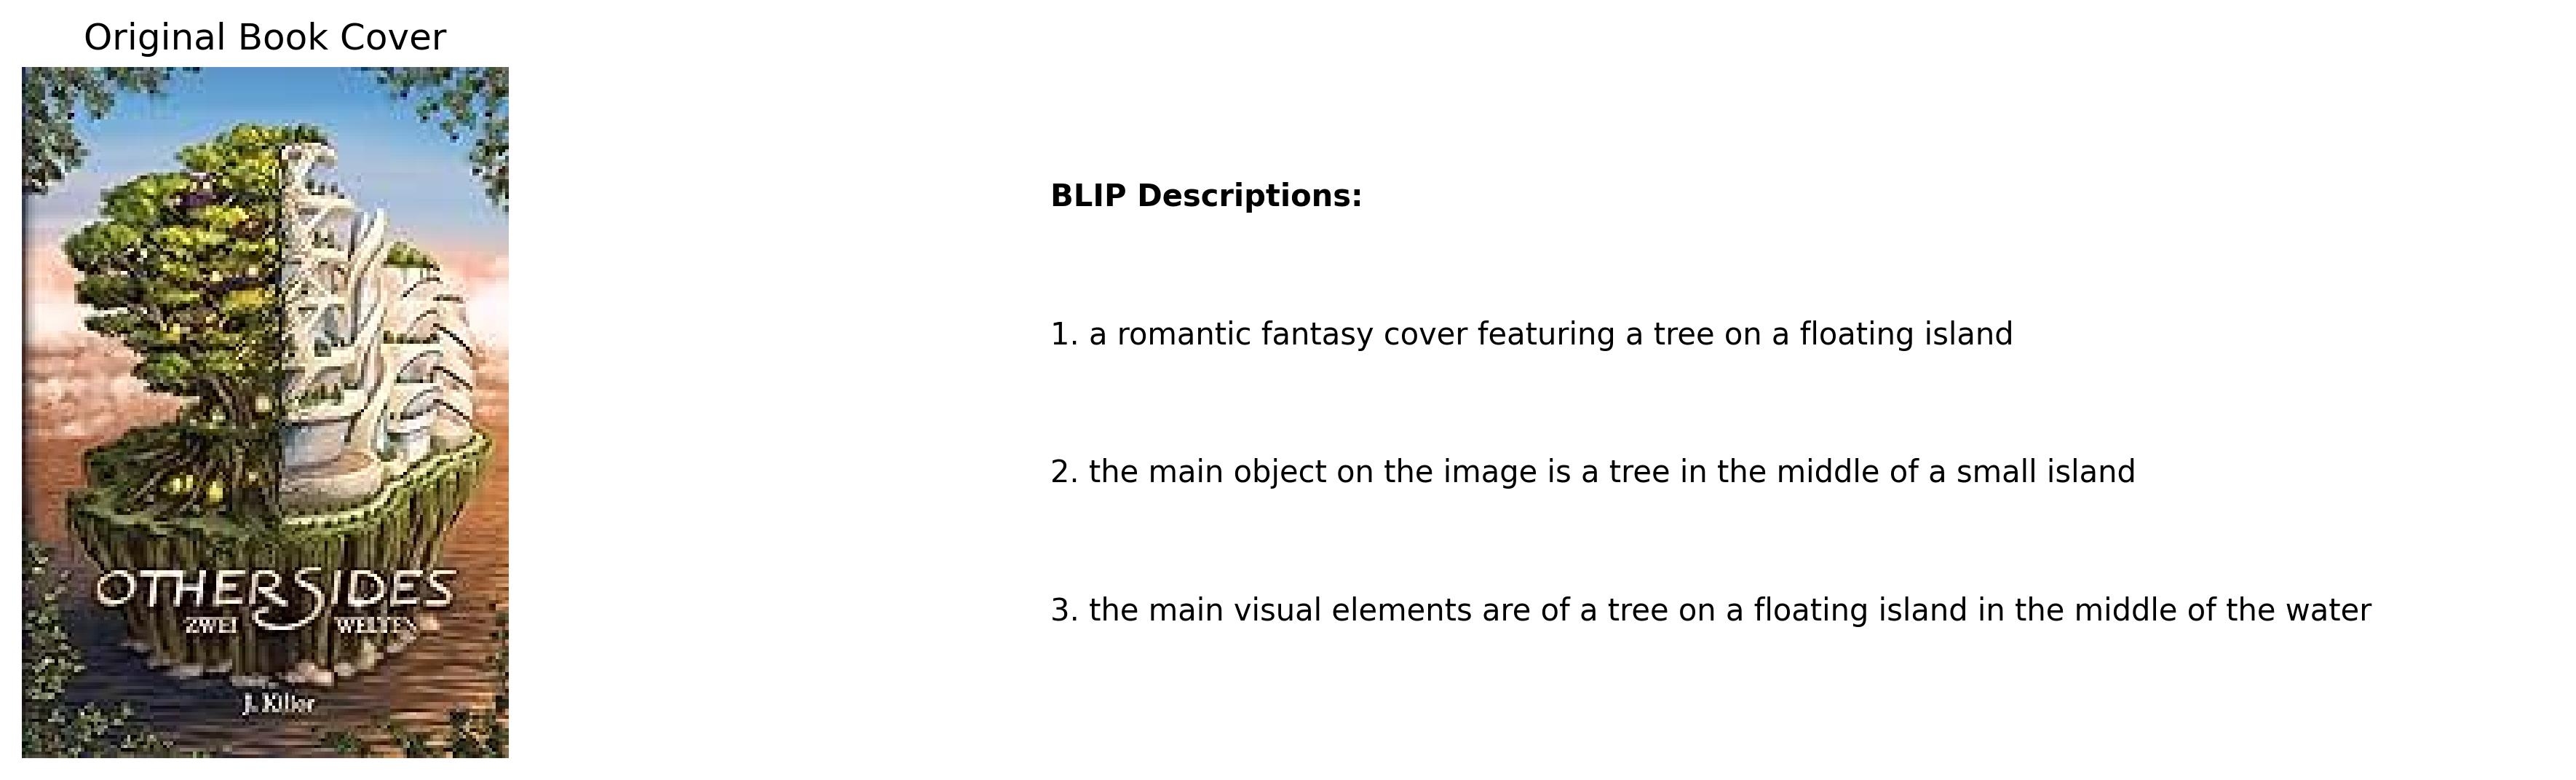 Original Book Cover
OTHERSIDES
ZWEI WELTEN
J. Killer
BLIP Descriptions:
1. a romantic fantasy cover featuring a tree on a floating island
2. the main object on the image is a tree in the middle of a small island
3. the main visual elements are of a tree on a floating island in the middle of the water